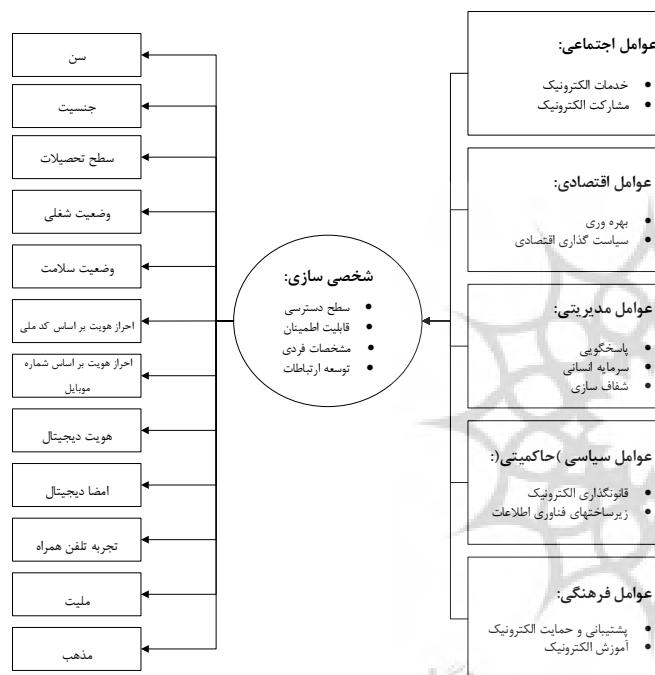 عوامل اجتماعی:
• خدمات الکترونیک
• مشارکت الکترونیک
عوامل اقتصادی:
• بهره وری
• سیاست گذاری اقتصادی
عوامل مدیریتی:
• پاسخگویی
• سرمایه انسانی
• شفاف سازی
عوامل سیاسی )حاکمیتی(:
• قانونگذاری الکترونیک
• زیرساختهای فناوری اطلاعات
عوامل فرهنگی:
• پشتیبانی و حمایت الکترونیک
• آموزش الکترونیک
شخصی سازی:
• سطح دسترسی
• قابلیت اطمینان
• مشخصات فردی
• توسعه ارتباطات
سن
جنسیت
سطح تحصیلات
وضعیت شغلی
وضعیت سلامت
احراز هویت بر اساس کد ملی
احراز هویت بر اساس شماره
موبایل
هویت دیجیتال
امضا دیجیتال
تجربه تلفن همراه
ملیت
مذهب